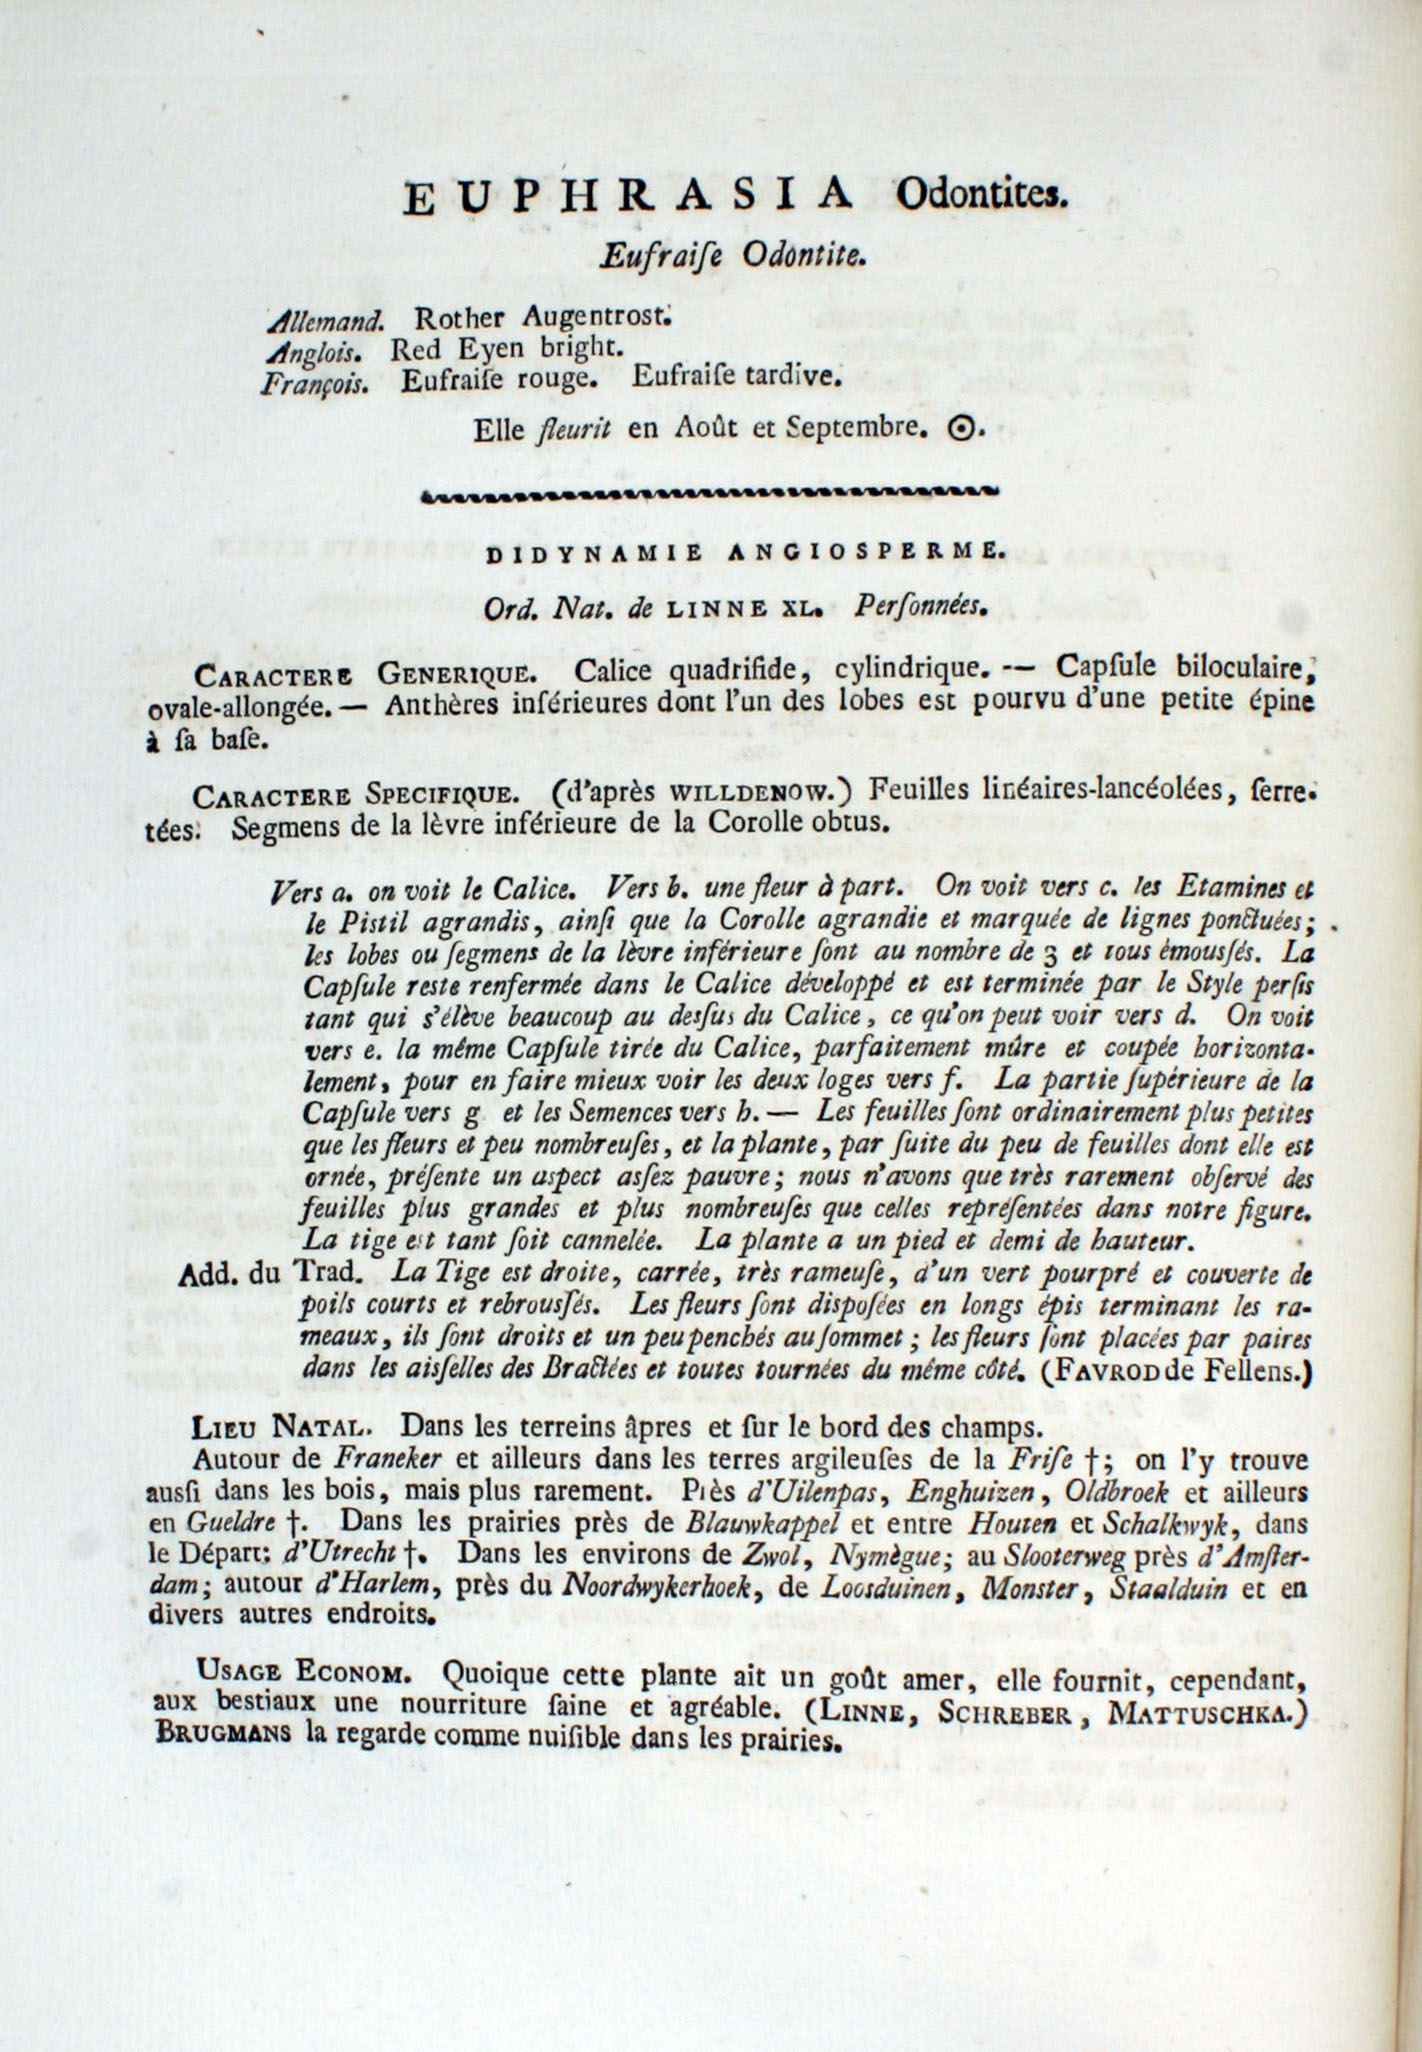 EUPHRASIA Odontites.
Eufraiſe Odontite.
Allemand. Rother Augentrost.
Anglois. Red Eyen bright.
François. Eufraiſe rouge. Eufraiſe tardive.
Elle fleurit en Août et Septembre. ☉.
DIDYNAMIE ANGIOSPERME.
Ord. Nat. de LINNE XL. Perſonnées.
CARACTERE GENERIQUE. Calice quadrifide, cylindrique. -— Capſule biloculaire,
ovale-allongée. — Anthères inférieures dont l'un des lobes est pourvu d'une petite épine
à ſa baſe.
CARACTERE SPECIFIQUE. (d'après WILLDENOW.) Feuilles linéaires-lancéolées, ſerre-
tées. Segmens de la lèvre inférieure de la Corolle obtus.
Vers a. on voit le Calice. Vers b. une fleur à part. On voit vers c. les Etamines et
le Pistil agrandis, ainſi que la Corolle agrandie et marquée de lignes ponctuées;
les lobes ou ſegmens de la lèvre inférieure ſont au nombre de 3 et tous émousſés. La
Capſule reste renfermée dans le Calice développé et est terminée par le Style perſis
tant qui s'élève beaucoup au desſus du Calice, ce qu'on peut voir vers d. On voit
vers e. la même Capſule tirée du Calice, parfaitement mûre et coupée horizonta-
lement, pour en faire mieux voir les deux loges vers f. La partie ſupérieure de la
Capſule vers g et les Semences vers h. — Les feuilles ſont ordinairement plus petites
que les fleurs et peu nombreuſes, et la plante, par ſuite du peu de feuilles dont elle est
ornée, préſente un aspect asſez pauvre; nous n'avons que très rarement obſervé des
feuilles plus grandes et plus nombreuſes que celles repréſentées dans notre figure.
La tige est tant ſoit cannelée. La plante a un pied et demi de hauteur.
Add. du Trad. La Tige est droite, carrée, très rameuſe, d'un vert pourpré et couverte de
poils courts et rebrousſés. Les fleurs ſont dispoſées en longs épis terminant les ra-
meaux, ils ſont droits et un peu penchés au ſommet; les fleurs ſont placées par paires
dans les aisſelles des Bractées et toutes tournées du même côté. (FAVROD de Fellens.)
LIEU NATAL. Dans les terreins âpres et ſur le bord des champs.
Autour de Franeker et ailleurs dans les terres argileuſes de la Friſe †; on l'y trouve
ausſi dans les bois, mais plus rarement. Près d'Uilenpas, Enghuizen, Oldbroek et ailleurs
en Gueldre †. Dans les prairies près de Blauwkappel et entre Houten et Schalkwyk, dans
le Départ: d'Utrecht †. Dans les environs de Zwol, Nymègue; au Slooterweg près d'Amſter-
dam; autour d'Harlem, près du Noordwykerhoek, de Loosduinen, Monster, Staalduin et en
divers autres endroits.
USAGE ECONOM. Quoique cette plante ait un goût amer, elle fournit, cependant,
aux bestiaux une nourriture ſaine et agréable. (LINNE, SCHREBER, MATTUSCHKA.)
BRUGMANS la regarde comme nuiſible dans les prairies.